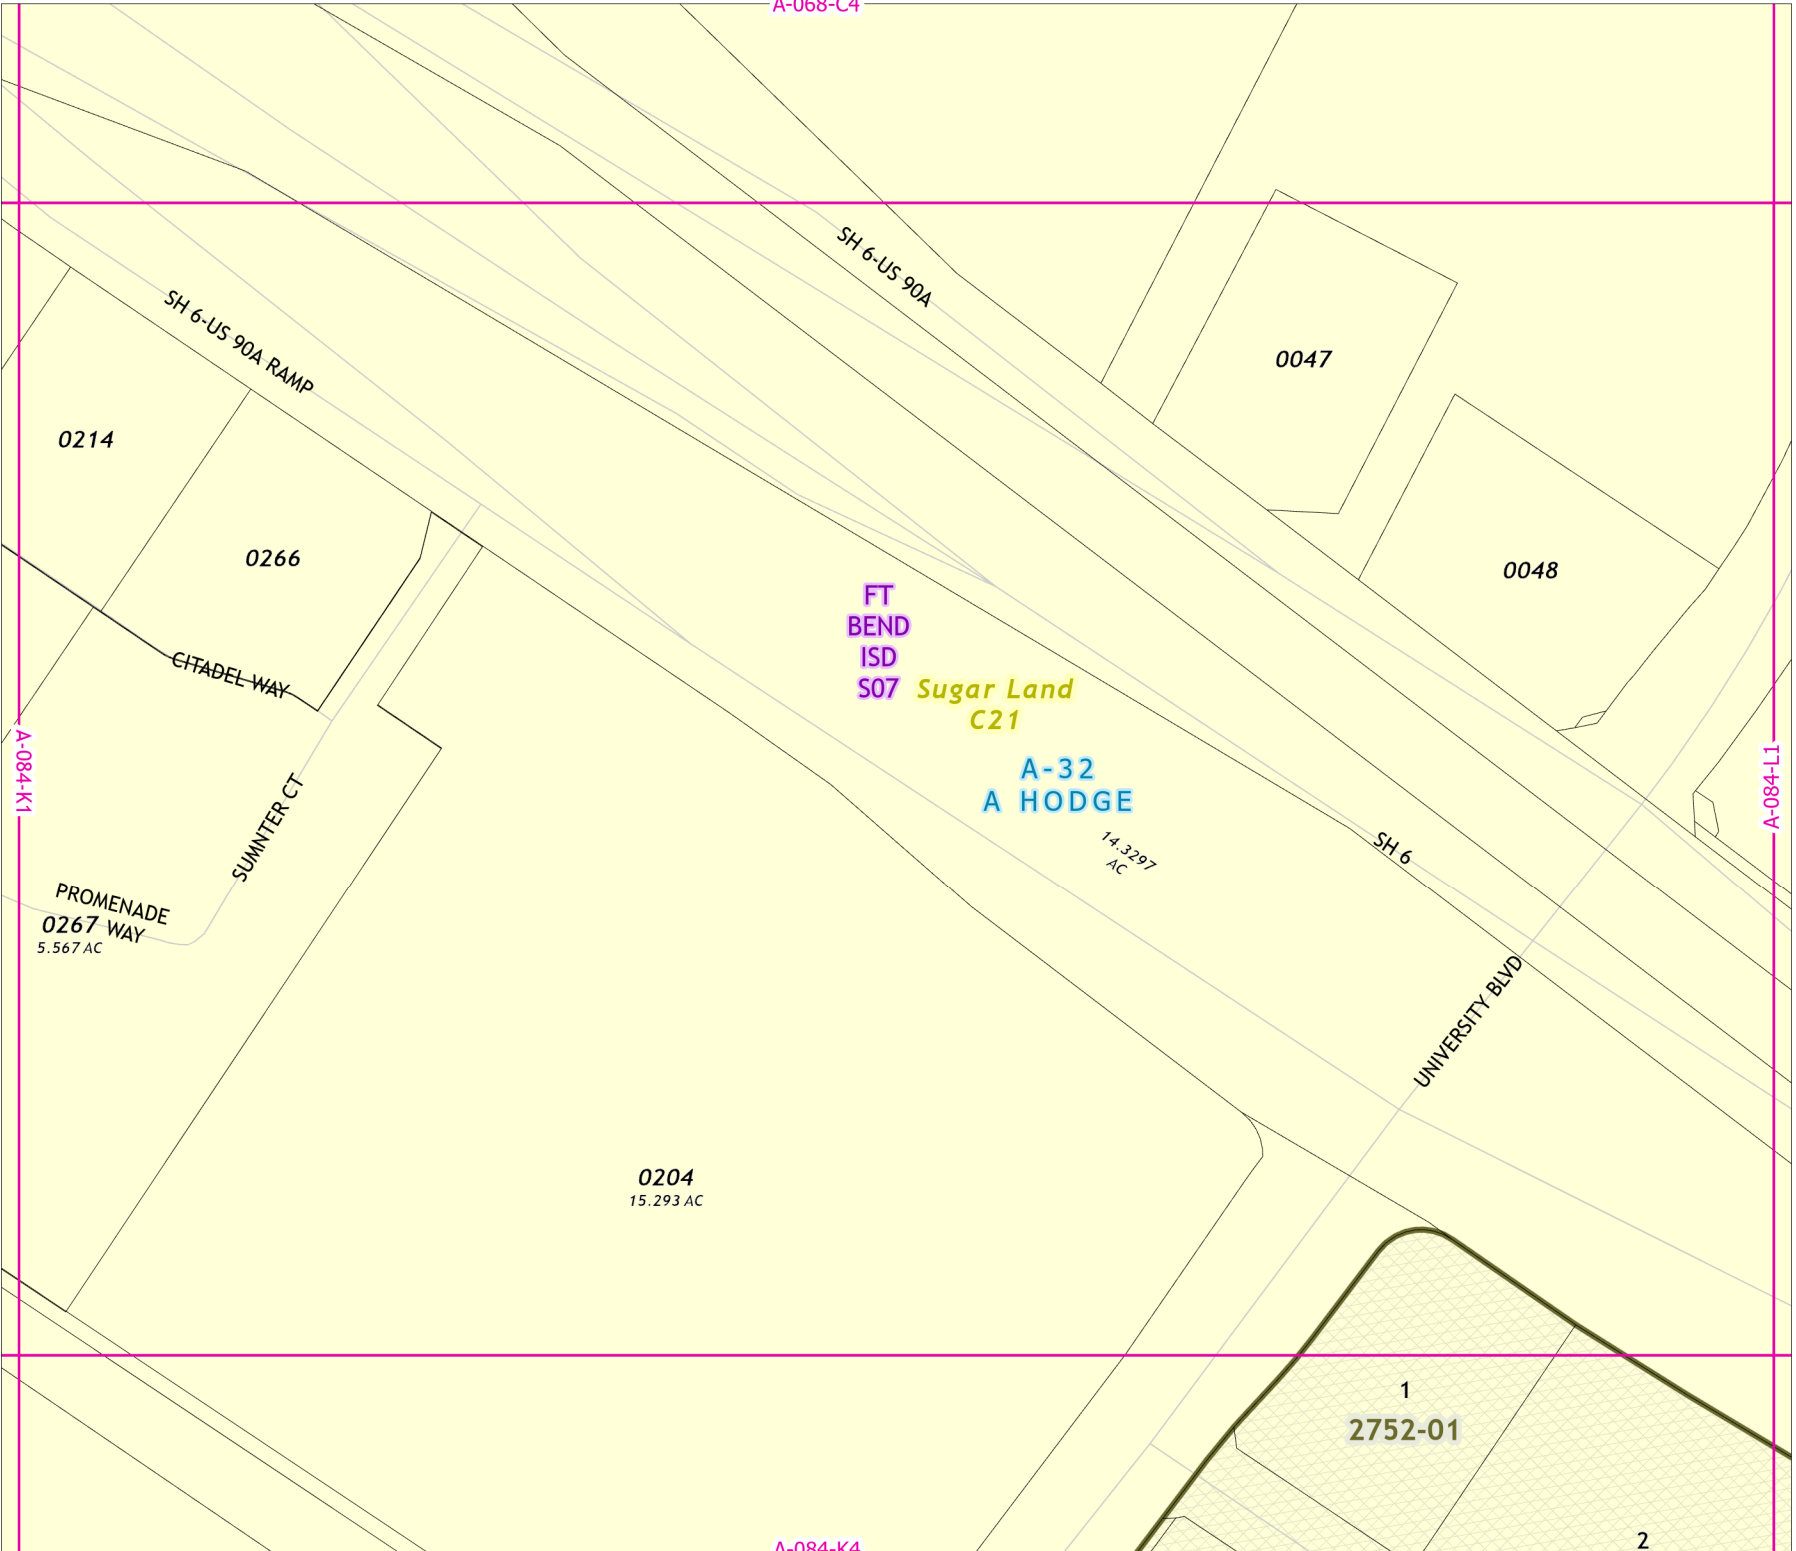 A-068-C4
SH 6-US 90A
SH 6-US 90A RAMP
0047
0214
0266
0048
FT
BEND
ISD
S07
Sugar Land
C21
CITADEL WAY
A-084-K1
A-084-L1
A-32
A HODGE
14.3297
AC
SH 6
SUMNTER CT
PROMENADE
WAY
0267
5.567 AC
UNIVERSITY BLVD
0204
15.293 AC
1
2752-01
2
A-084-K4